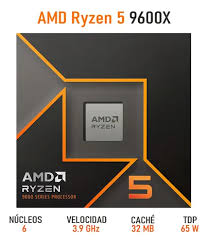 AMD Ryzen 5 9600X
AMD
RYZEN
AMD
RYZEN
9000 SERIES PROCESSOR
5
NÚCLEOS
6
VELOCIDAD
3.9 GHz
CACHÉ
32 MB
TDP
65 W